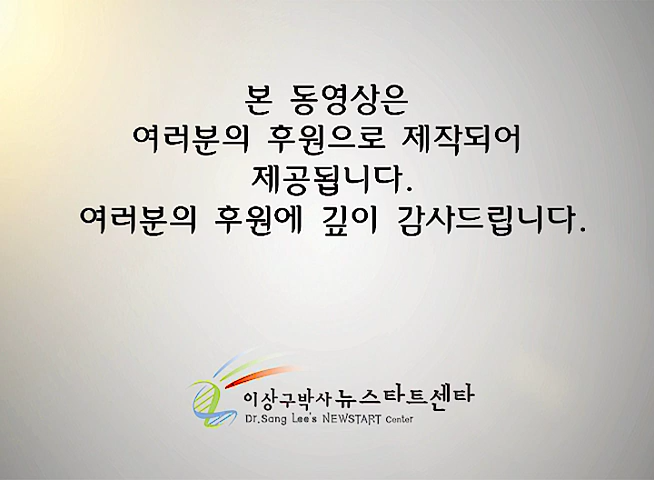 본 동영상은
여러분의 후원으로 제작되어
제공됩니다.
여러분의 후원에 깊이 감사드립니다.
이상구박사 뉴스타트센타
Dr.Sang Lee's NEWSTART Center